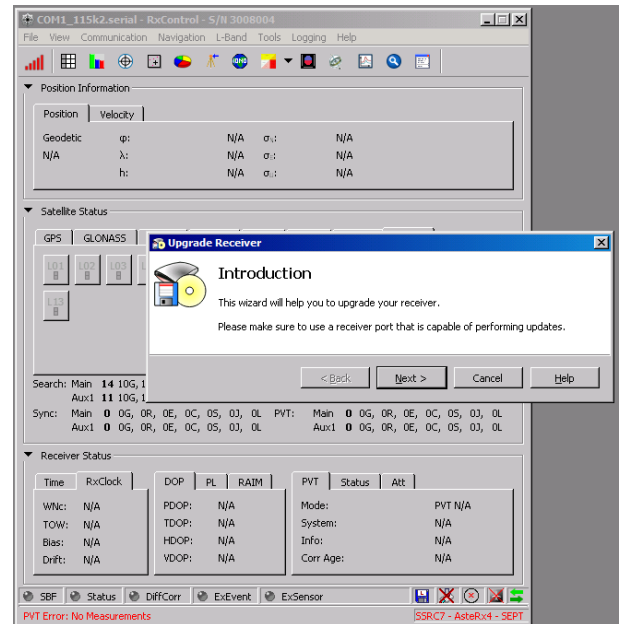 COM1_115k2.serial - RxControl - S/N 3008004
File View Communication Navigation L-Band Tools Logging Help
Position Information
Position Velocity
Geodetic φ: N/A σ N/A
N/A λ: N/A σ N/A
h: N/A σ N/A
Satellite Status
GPS GLONASS
L01 L02 L03
L13
Upgrade Receiver
Introduction
This wizard will help you to upgrade your receiver.
Please make sure to use a receiver port that is capable of performing updates.
< Back Next > Cancel Help
Search: Main 14 10G, 1
Aux1 11 10G, 1
Sync: Main 0 0G, 0R, 0E, 0C, 0S, 0J, 0L PVT: Main 0 0G, 0R, 0E, 0C, 0S, 0J, 0L
Aux1 0 0G, 0R, 0E, 0C, 0S, 0J, 0L Aux1 0 0G, 0R, 0E, 0C, 0S, 0J, 0L
Receiver Status
Time RxClock DOP PL RAIM PVT Status Att
WNc: N/A PDOP: N/A Mode: PVT N/A
TOW: N/A TDOP: N/A System: N/A
Bias: N/A HDOP: N/A Info: N/A
Drift: N/A VDOP: N/A Corr Age: N/A
SBF Status DiffCorr ExEvent ExSensor
PVT Error: No Measurements SSRC7 - AsteRx4 - SEPT